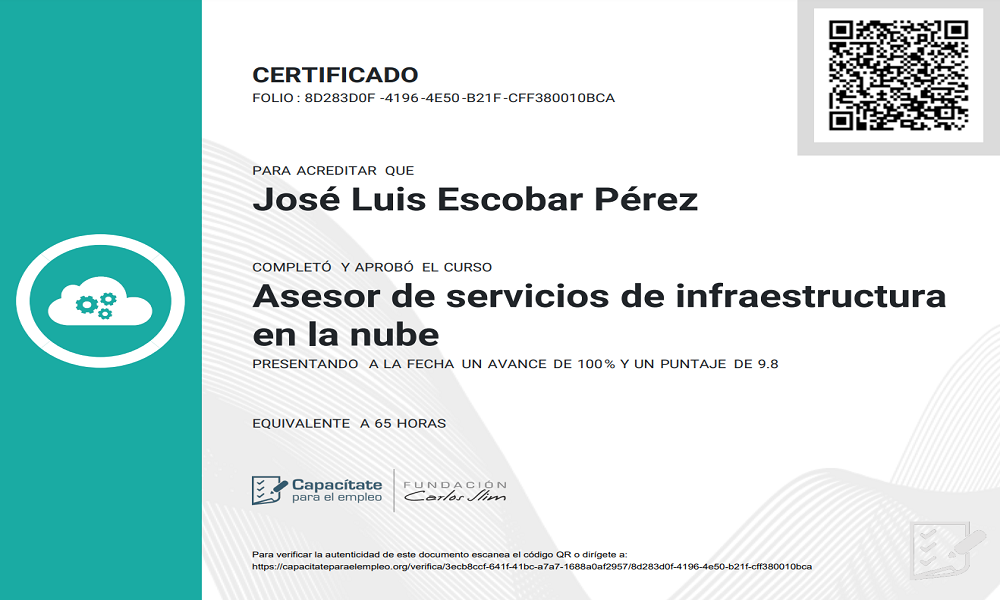 CERTIFICADO
FOLIO : 8D283D0F -4196-4E50-B21F-CFF380010BCA
PARA ACREDITAR QUE
José Luis Escobar Pérez
COMPLETÓ Y APROBÓ EL CURSO
Asesor de servicios de infraestructura
en la nube
PRESENTANDO A LA FECHA UN AVANCE DE 100% Y UN PUNTAJE DE 9.8
EQUIVALENTE A 65 HORAS
Capacítate
para el empleo
FUNDACIÓN
Carlos Slim
Para verificar la autenticidad de este documento escanea el código QR o dirígete a:
https://capacitateparaelempleo.org/verifica/3ecb8ccf-641f-41bc-a7a7-1688a0af2957/8d283d0f-4196-4e50-b21f-cff380010bca